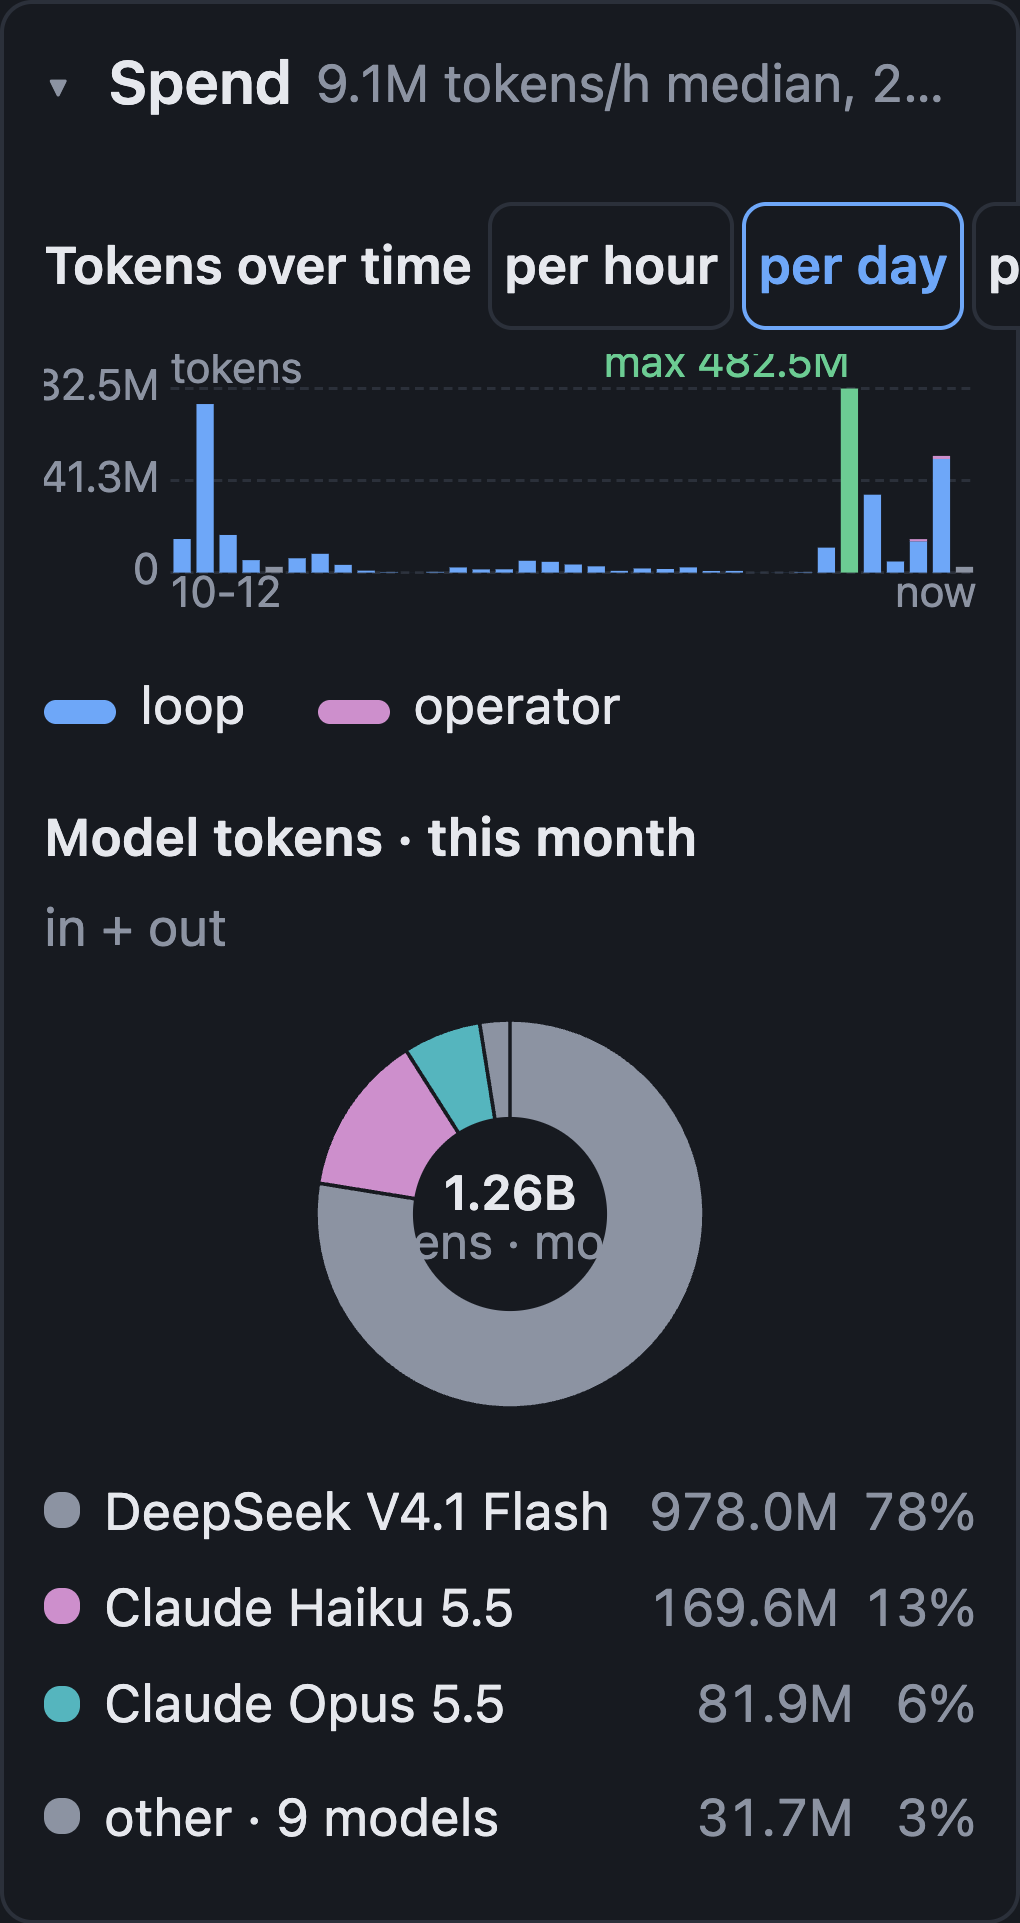 ▼ Spend 9.1M tokens/h median, 2...
Tokens over time per hour per day p
tokens max 482.5M
32.5M
41.3M
0
10-12 now
loop operator
Model tokens · this month
in + out
1.26B
ens · mo
DeepSeek V4.1 Flash 978.0M 78%
Claude Haiku 5.5 169.6M 13%
Claude Opus 5.5 81.9M 6%
other · 9 models 31.7M 3%